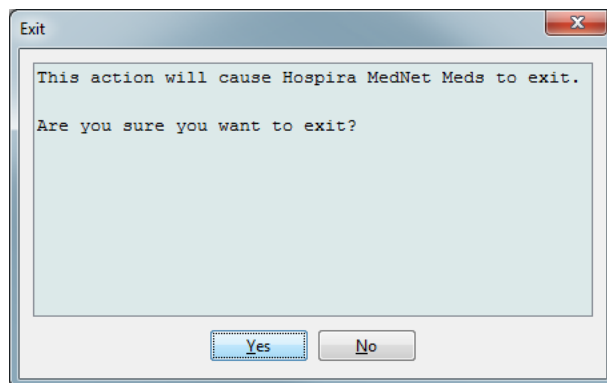 Exit
This action will cause Hospira MedNet Meds to exit.
Are you sure you want to exit?
Yes No